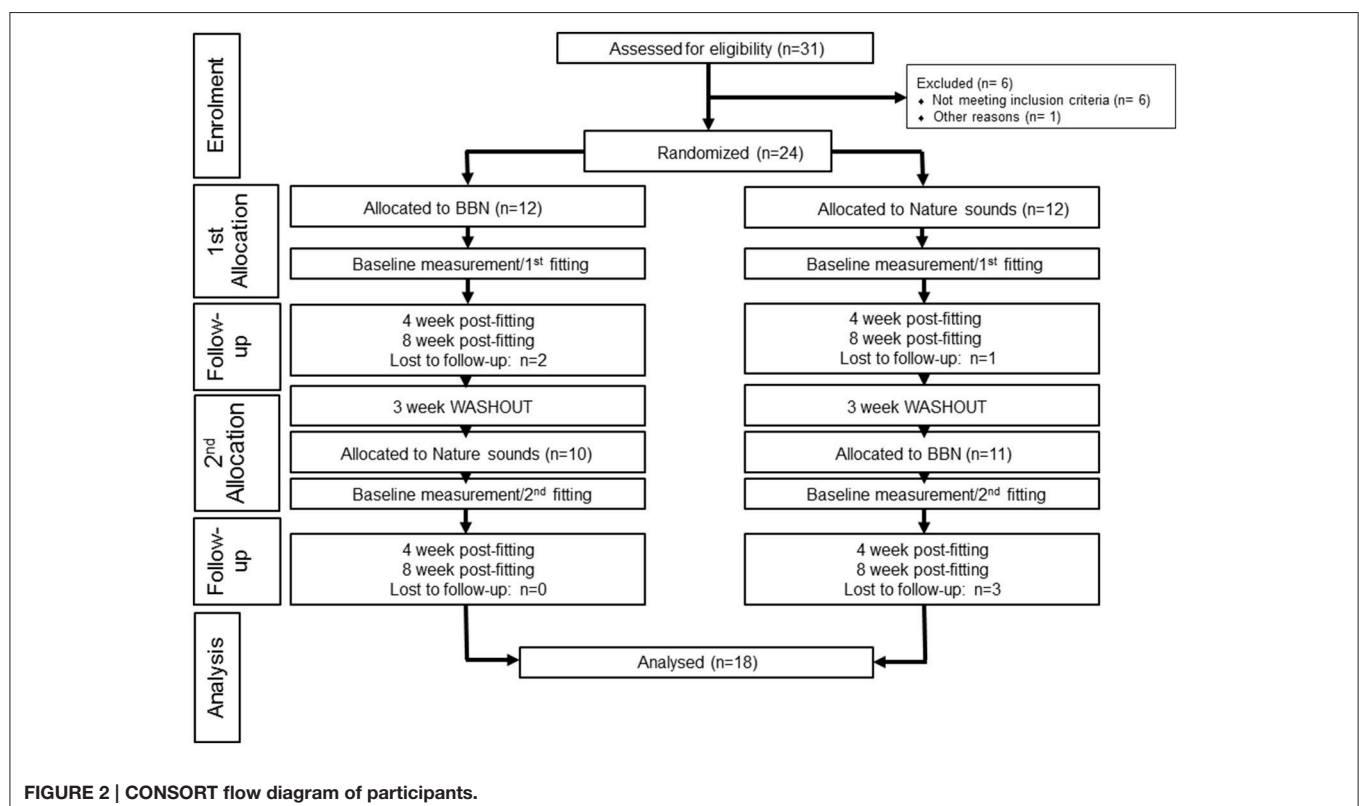 Enrolment
Assessed for eligibility (n=31)
Excluded (n= 6)
♦ Not meeting inclusion criteria (n= 6)
♦ Other reasons (n= 1)
Randomized (n=24)
1st
Allocation
Allocated to BBN (n=12)
Allocated to Nature sounds (n=12)
Baseline measurement/1st fitting
Baseline measurement/1st fitting
Follow-
up
4 week post-fitting
8 week post-fitting
Lost to follow-up: n=2
4 week post-fitting
8 week post-fitting
Lost to follow-up: n=1
2nd
Allocation
3 week WASHOUT
3 week WASHOUT
Allocated to Nature sounds (n=10)
Allocated to BBN (n=11)
Baseline measurement/2nd fitting
Baseline measurement/2nd fitting
Follow-
up
4 week post-fitting
8 week post-fitting
Lost to follow-up: n=0
4 week post-fitting
8 week post-fitting
Lost to follow-up: n=3
Analysis
Analysed (n=18)
FIGURE 2 | CONSORT flow diagram of participants.